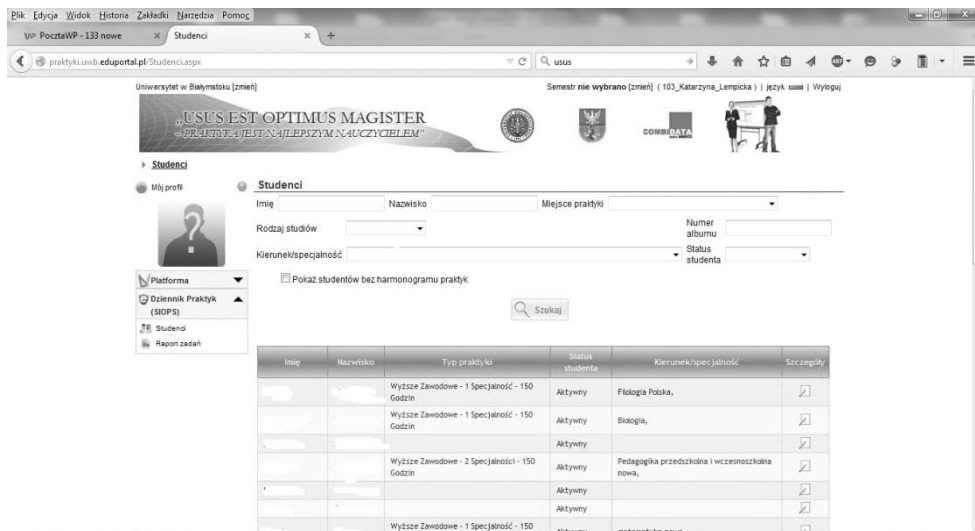 Plik Edycja Widok Historia Zakładki Narzędzia Pomoc
WP PocztaWP - 133 nowe × Studenci × +
praktyki.uwb.eduportal.pl/Studenci.aspx usus
Uniwersytet w Białymstoku [zmień] Semestr nie wybrano [zmień] ( 103_Katarzyna_Lempicka ) | język | Wyloguj
„USUS EST OPTIMUS MAGISTER
- PRAKTYKA JEST NAJLEPSZYM NAUCZYCIELEM"
COMBIDATA
Studenci
Mój profil
Studenci
Imię Nazwisko Miejsce praktyki
Rodzaj studiów Numer albumu
Kierunek/specjalność Status studenta
Pokaż studentów bez harmonogramu praktyk
Szukaj
Platforma
Dziennik Praktyk
(SIOPS)
Studenci
Raport zadań
Imię Nazwisko Typ praktyki Status studenta Kierunek/specjalność Szczegóły
Wyższe Zawodowe - 1 Specjalność - 150 Godzin Aktywny Filologia Polska,
Wyższe Zawodowe - 1 Specjalność - 150 Godzin Aktywny Biologia,
Aktywny
Wyższe Zawodowe - 2 Specjalności - 150 Godzin Aktywny Pedagogika przedszkolna i wczesnoszkolna nowa,
Aktywny
Aktywny
Wyższe Zawodowe - 1 Specjalność - 150